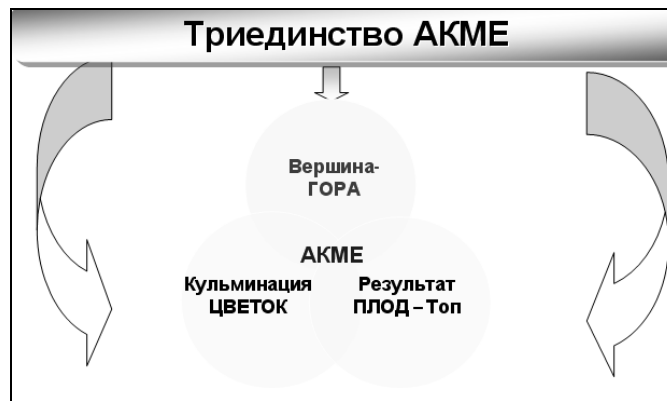 Триединство АКМЕ
Вершина-
ГОРА
АКМЕ
Кульминация
ЦВЕТОК
Результат
ПЛОД – Топ